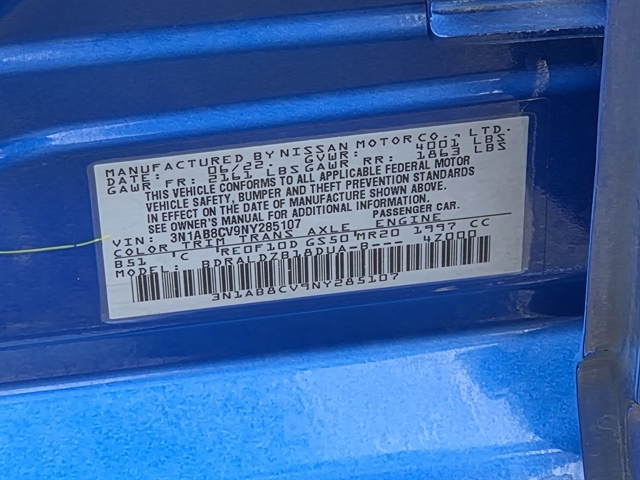 MANUFACTURED BY NISSAN MOTOR CO., LTD.
DATE: 06/22 GVWR: 4001 LBS
GAWR FR: 2161 LBS GAWR RR: 1863 LBS
THIS VEHICLE CONFORMS TO ALL APPLICABLE FEDERAL MOTOR
VEHICLE SAFETY, BUMPER AND THEFT PREVENTION STANDARDS
IN EFFECT ON THE DATE OF MANUFACTURE SHOWN ABOVE.
SEE OWNER'S MANUAL FOR ADDITIONAL INFORMATION.
VIN: 3N1AB8CV9NY285107 PASSENGER CAR.
COLOR TRIM TRANS AXLE ENGINE
B51 C RE0F10D GS50 MR20 1997 CC
MODEL: BDRALDZB18DUA-B--- 4Z000
3N1AB8CV9NY285107